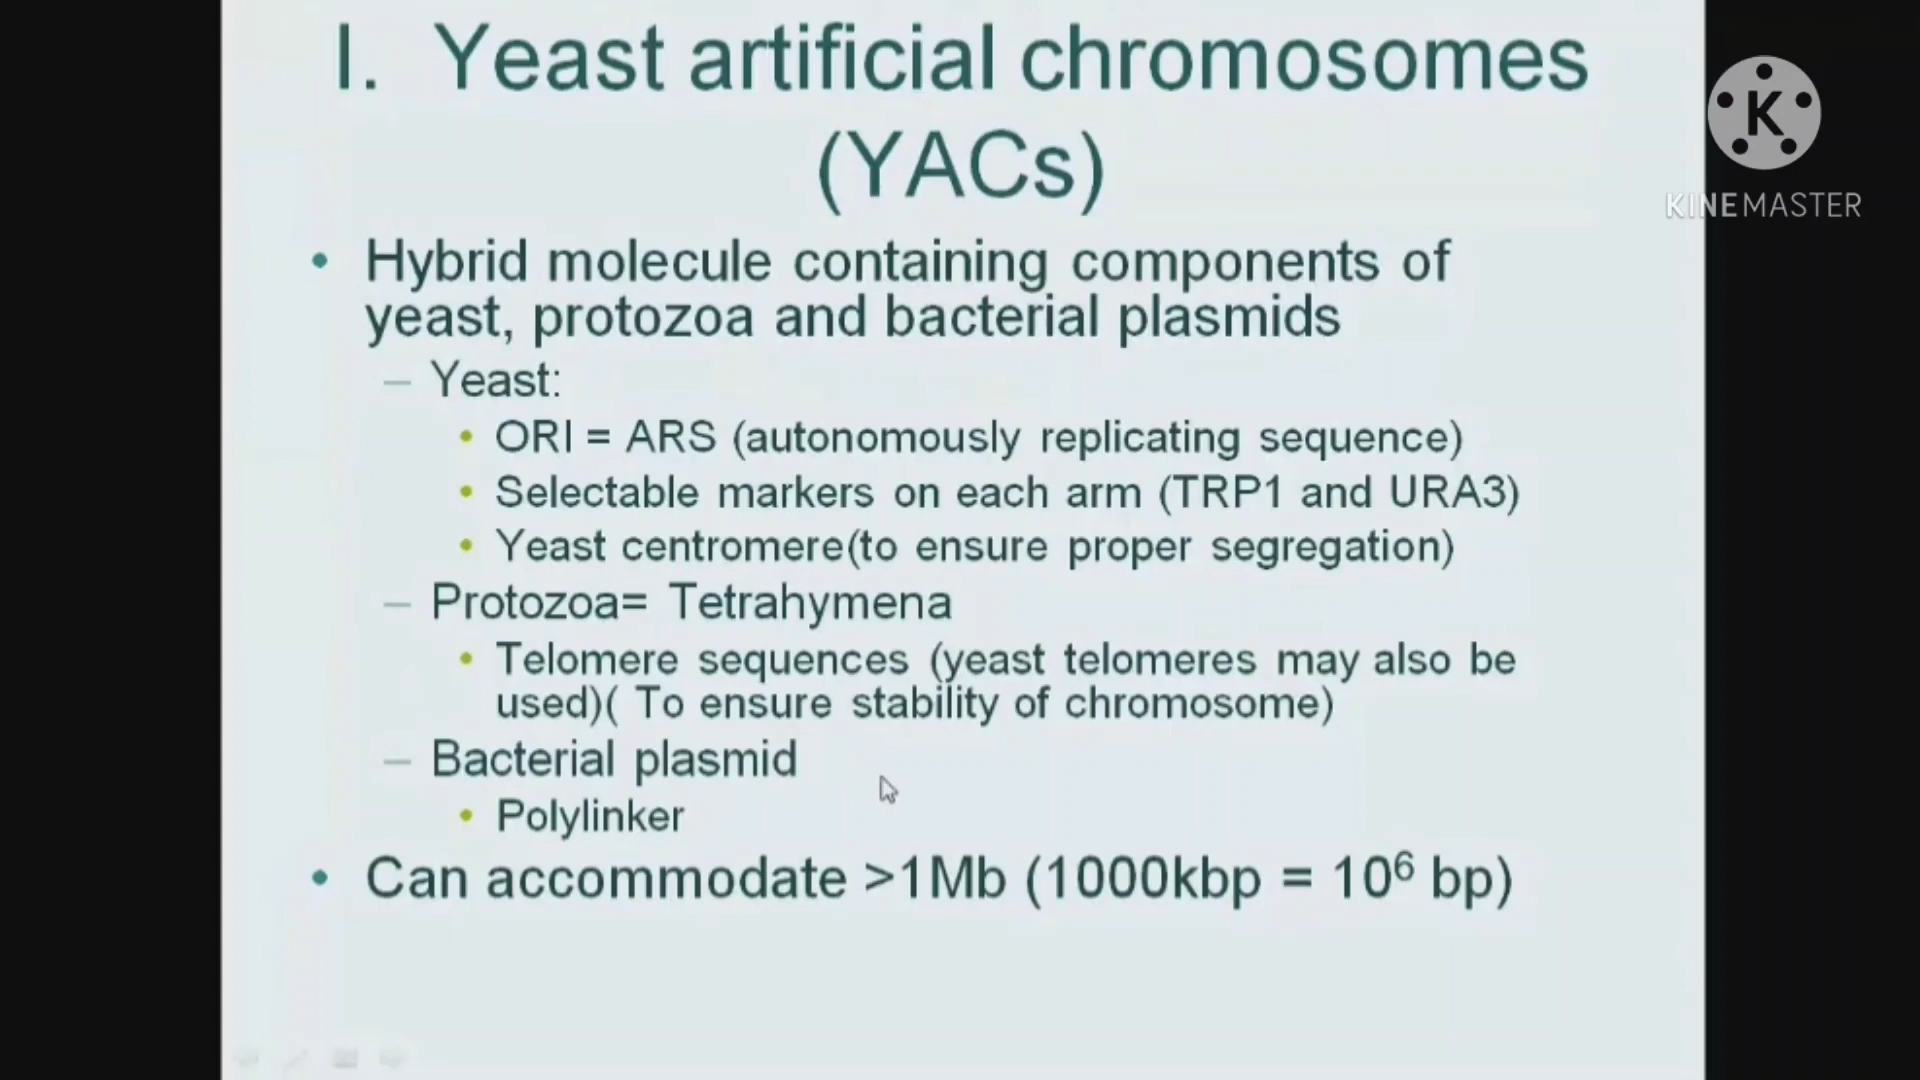 I. Yeast artificial chromosomes
(YACs)
K
KINEMASTER
• Hybrid molecule containing components of
yeast, protozoa and bacterial plasmids
– Yeast:
• ORI = ARS (autonomously replicating sequence)
• Selectable markers on each arm (TRP1 and URA3)
• Yeast centromere(to ensure proper segregation)
– Protozoa= Tetrahymena
• Telomere sequences (yeast telomeres may also be
used)( To ensure stability of chromosome)
– Bacterial plasmid
• Polylinker
• Can accommodate >1Mb (1000kbp = 10⁶ bp)